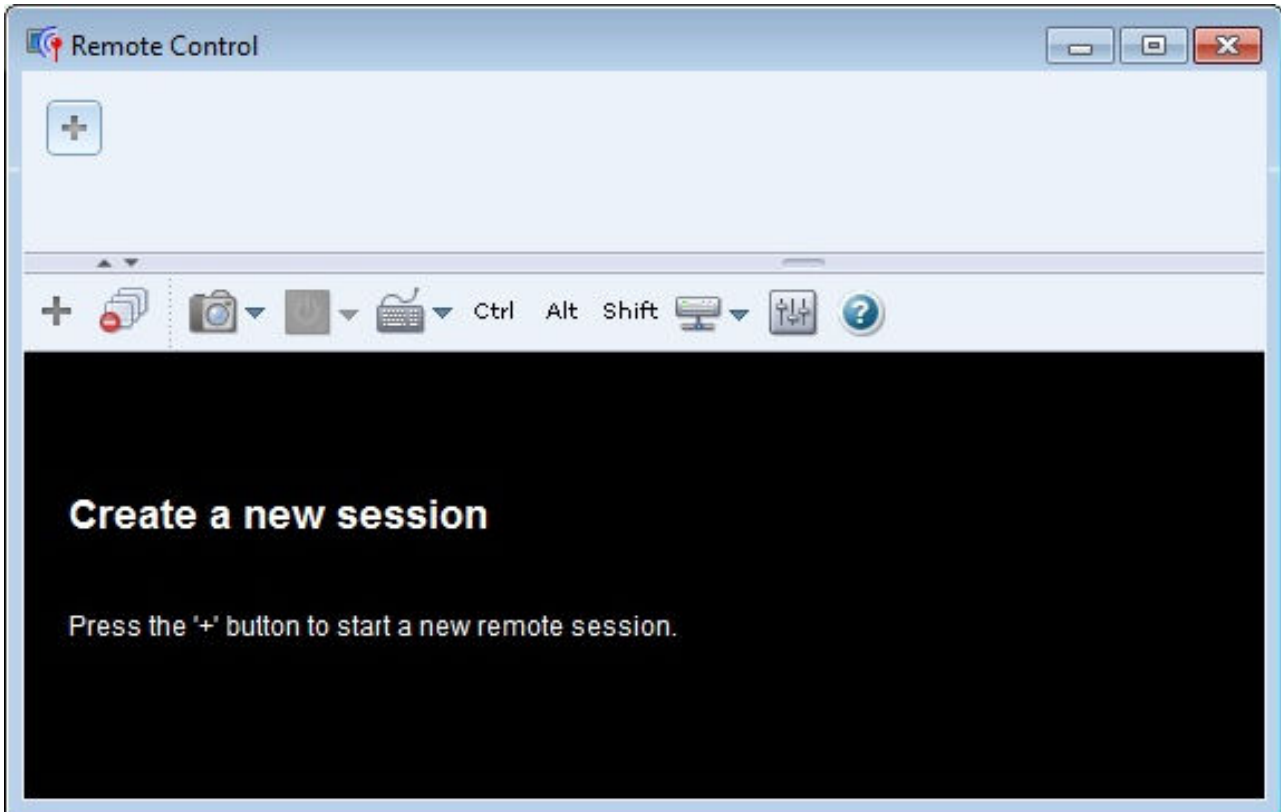 Remote Control
Ctrl Alt Shift
Create a new session
Press the '+' button to start a new remote session.